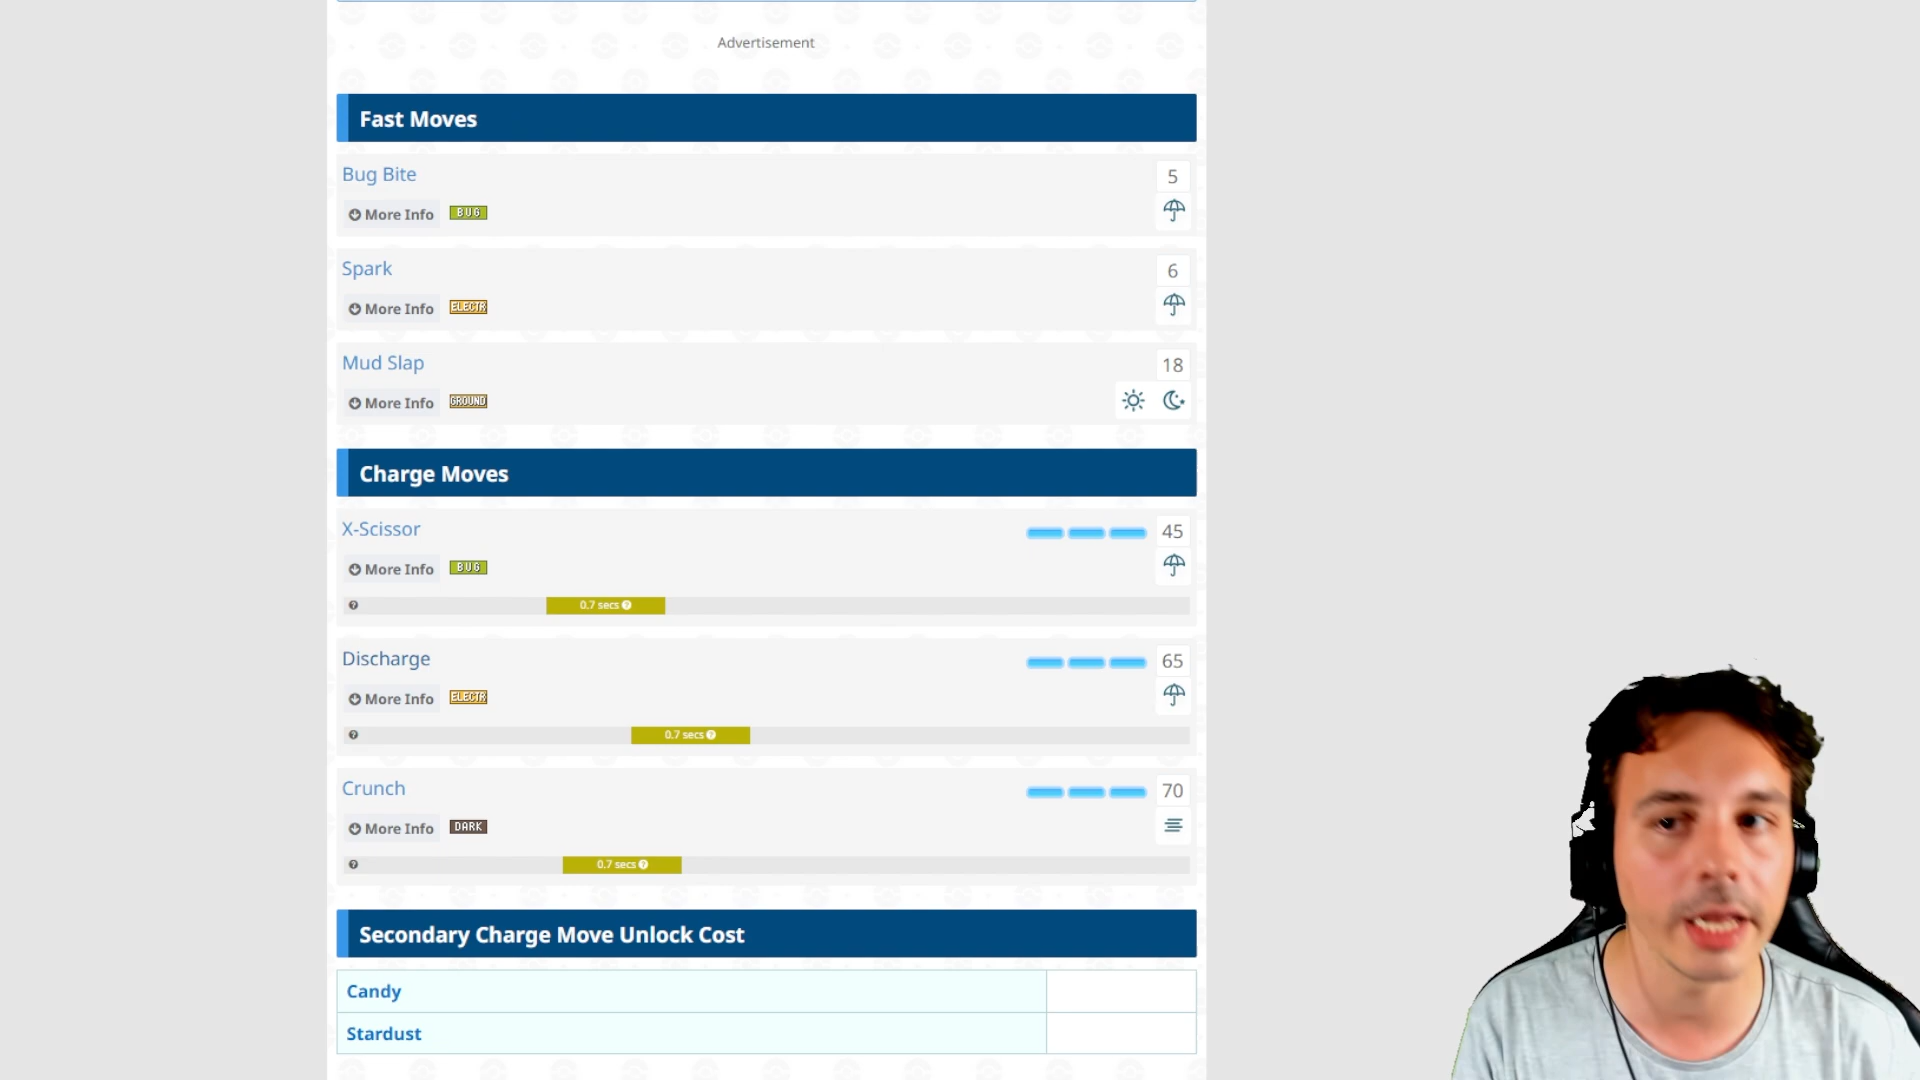 Advertisement
Fast Moves
Bug Bite
5
More Info
BUG
Spark
6
More Info
ELECTR
Mud Slap
18
More Info
GROUND
Charge Moves
X-Scissor
45
More Info
BUG
0.7 secs
Discharge
65
More Info
ELECTR
0.7 secs
Crunch
70
More Info
DARK
0.7 secs
Secondary Charge Move Unlock Cost
Candy
Stardust